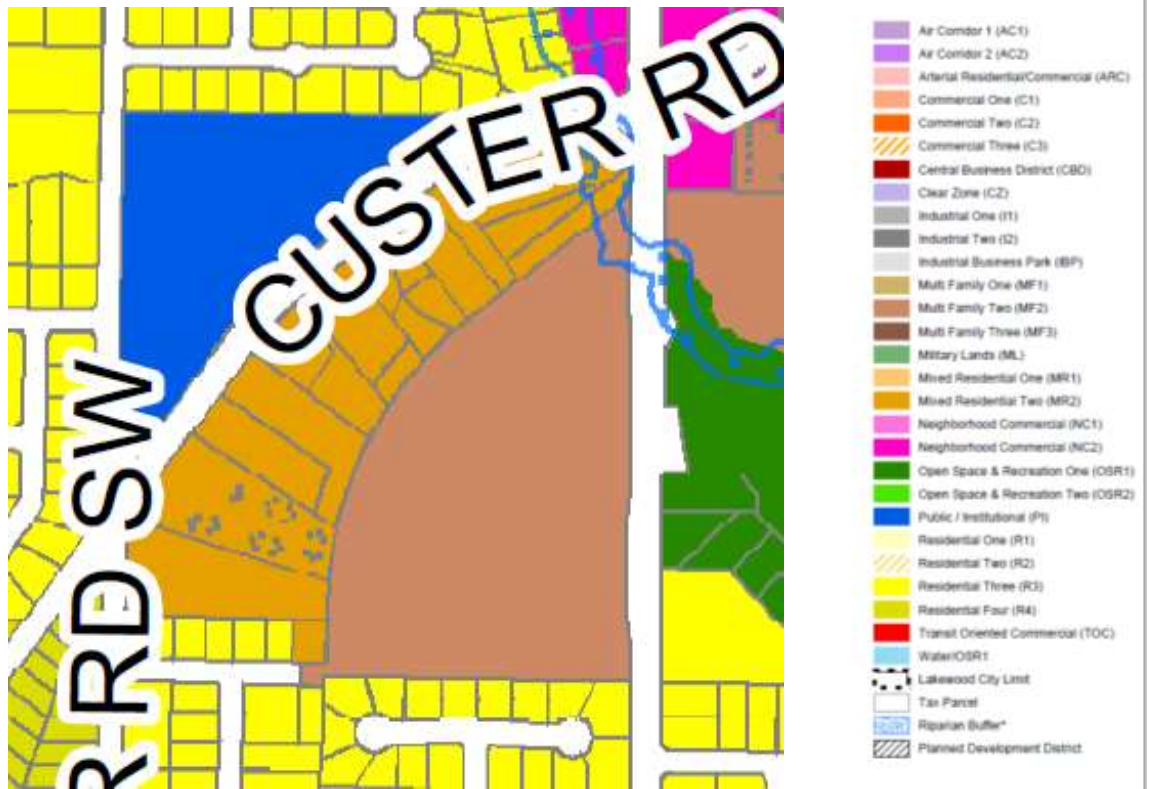 CUSTER RD
R RD SW
Air Corridor 1 (AC1)
Air Corridor 2 (AC2)
Arterial Residential/Commercial (ARC)
Commercial One (C1)
Commercial Two (C2)
Commercial Three (C3)
Central Business District (CBD)
Clear Zone (CZ)
Industrial One (I1)
Industrial Two (I2)
Industrial Business Park (IBP)
Multi Family One (MF1)
Multi Family Two (MF2)
Multi Family Three (MF3)
Military Lands (ML)
Mixed Residential One (MR1)
Mixed Residential Two (MR2)
Neighborhood Commercial (NC1)
Neighborhood Commercial (NC2)
Open Space & Recreation One (OSR1)
Open Space & Recreation Two (OSR2)
Public / Institutional (PI)
Residential One (R1)
Residential Two (R2)
Residential Three (R3)
Residential Four (R4)
Transit Oriented Commercial (TOC)
Water/OSR1
Lakewood City Limit
Tax Parcel
Riparian Buffer*
Planned Development District